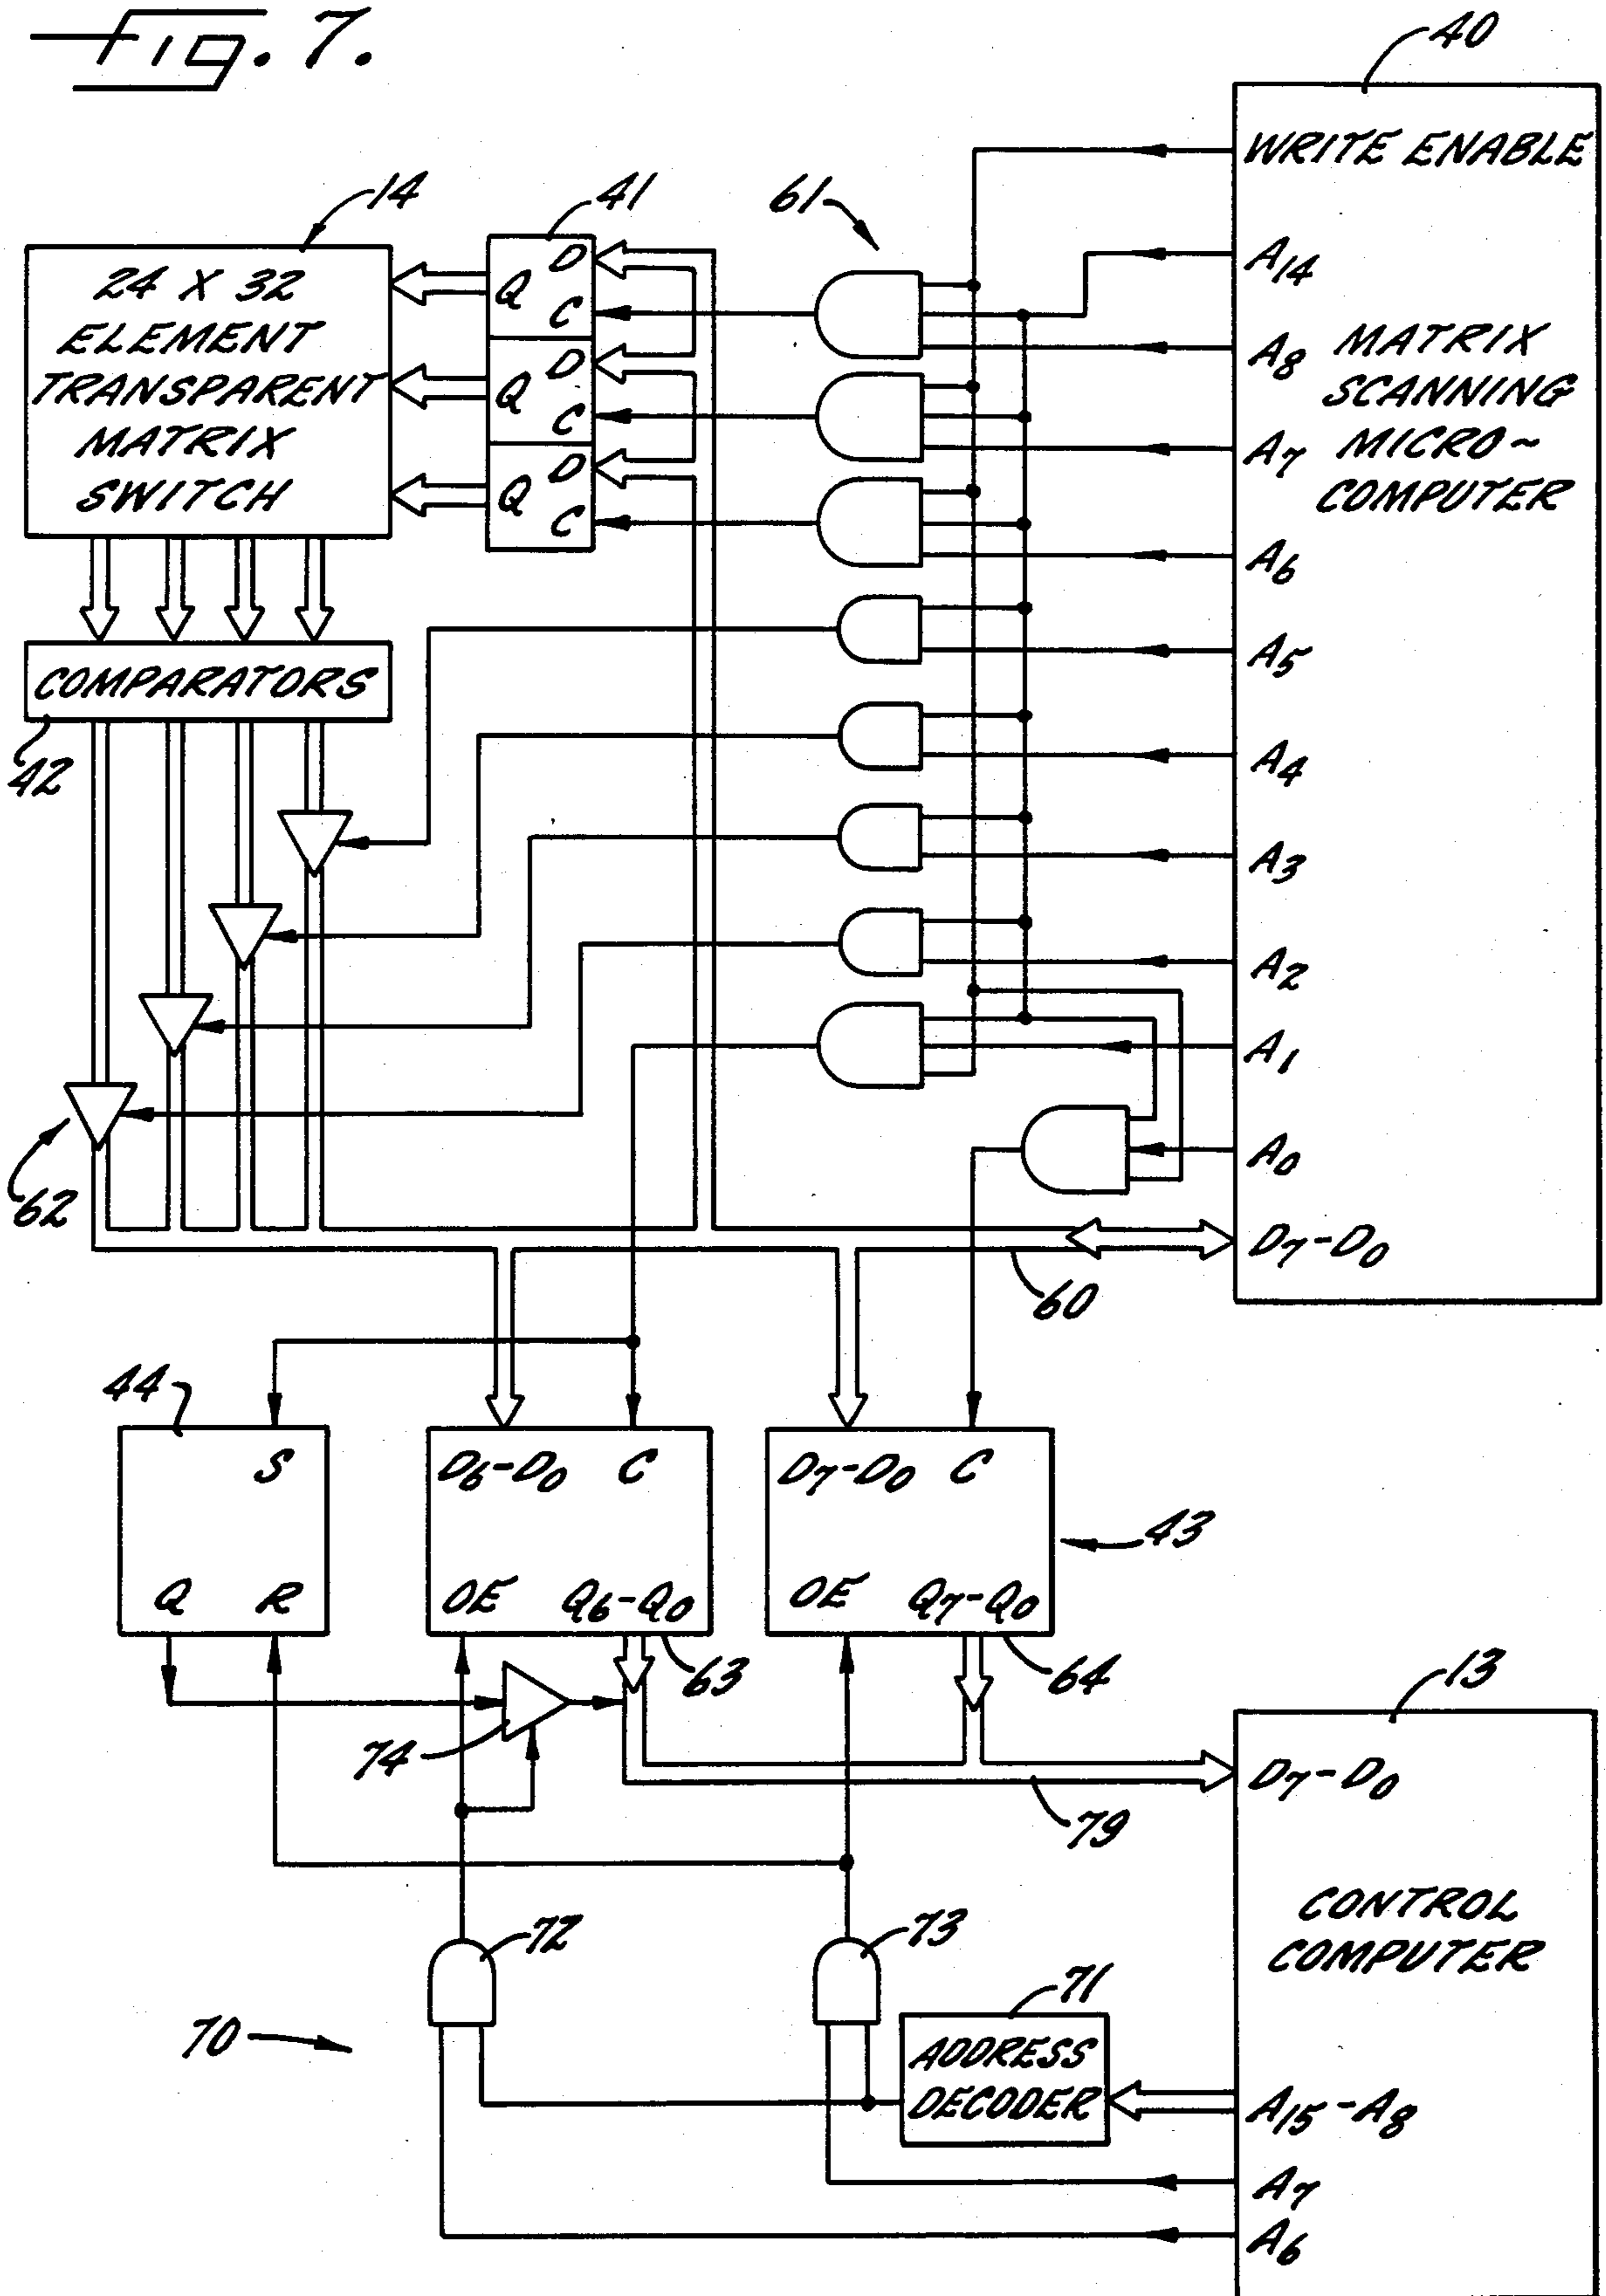 Fig. 7.
40
WRITE ENABLE
14
41
61
A14
24 X 32
ELEMENT
TRANSPARENT
MATRIX
SWITCH
Q D
C
Q D
C
Q D
C
A8
MATRIX
SCANNING
MICRO~
COMPUTER
A7
A6
A5
COMPARATORS
42
A4
A3
A2
A1
A0
62
D7-D0
60
44
S
Q R
D6-D0 C
OE Q6-Q0
D7-D0 C
OE Q7-Q0
43
63
64
13
74
D7-D0
79
CONTROL
COMPUTER
72
73
71
70
ADDRESS
DECODER
A15-A8
A7
A6